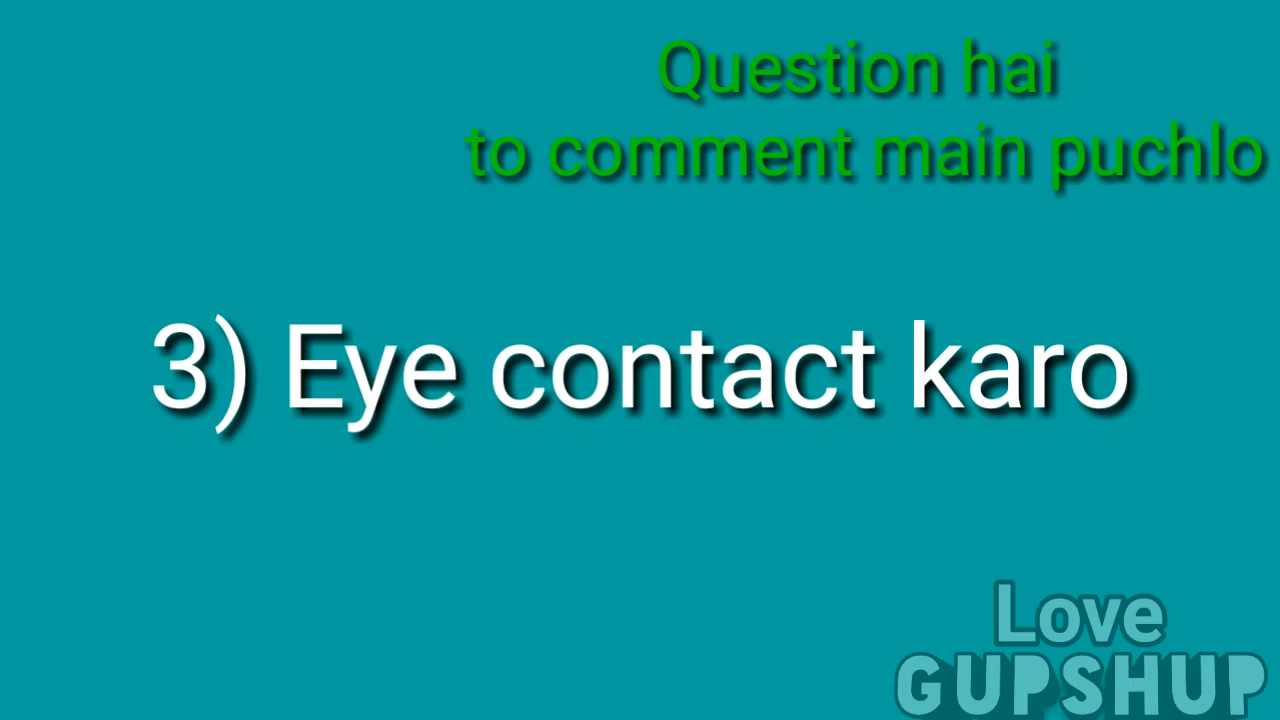 Question hai
to comment main puchlo
3) Eye contact karo
Love
GUPSHUP